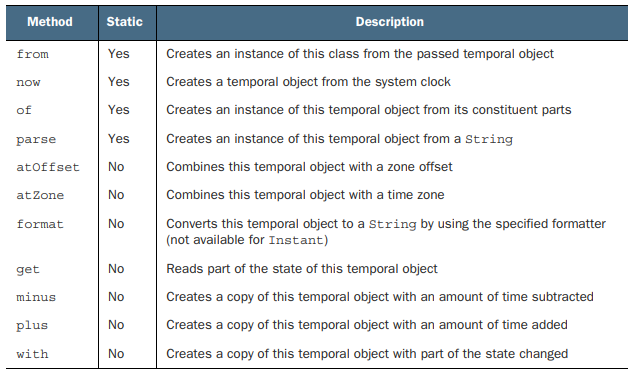 Method Static Description
from Yes Creates an instance of this class from the passed temporal object
now Yes Creates a temporal object from the system clock
of Yes Creates an instance of this temporal object from its constituent parts
parse Yes Creates an instance of this temporal object from a String
atOffset No Combines this temporal object with a zone offset
atZone No Combines this temporal object with a time zone
format No Converts this temporal object to a String by using the specified formatter
(not available for Instant)
get No Reads part of the state of this temporal object
minus No Creates a copy of this temporal object with an amount of time subtracted
plus No Creates a copy of this temporal object with an amount of time added
with No Creates a copy of this temporal object with part of the state changed